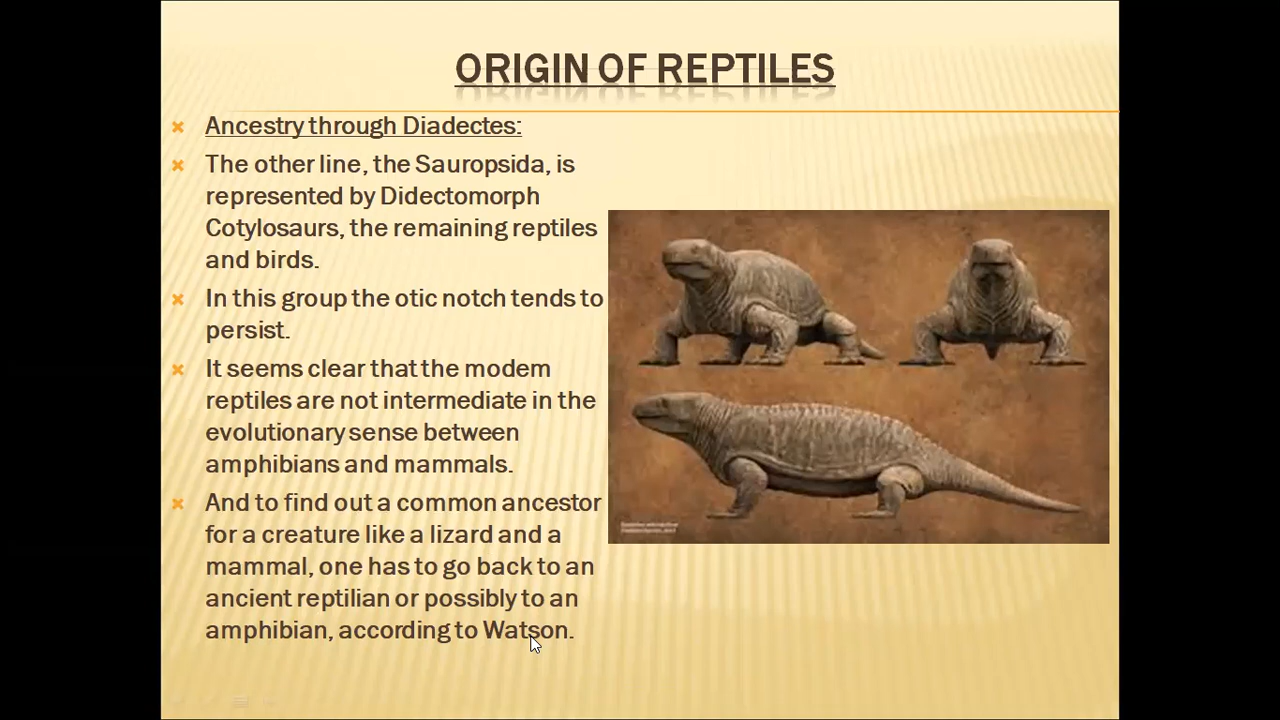 ORIGIN OF REPTILES
Ancestry through Diadectes:
The other line, the Sauropsida, is
represented by Didectomorph
Cotylosaurs, the remaining reptiles
and birds.
In this group the otic notch tends to
persist.
It seems clear that the modem
reptiles are not intermediate in the
evolutionary sense between
amphibians and mammals.
And to find out a common ancestor
for a creature like a lizard and a
mammal, one has to go back to an
ancient reptilian or possibly to an
amphibian, according to Watson.